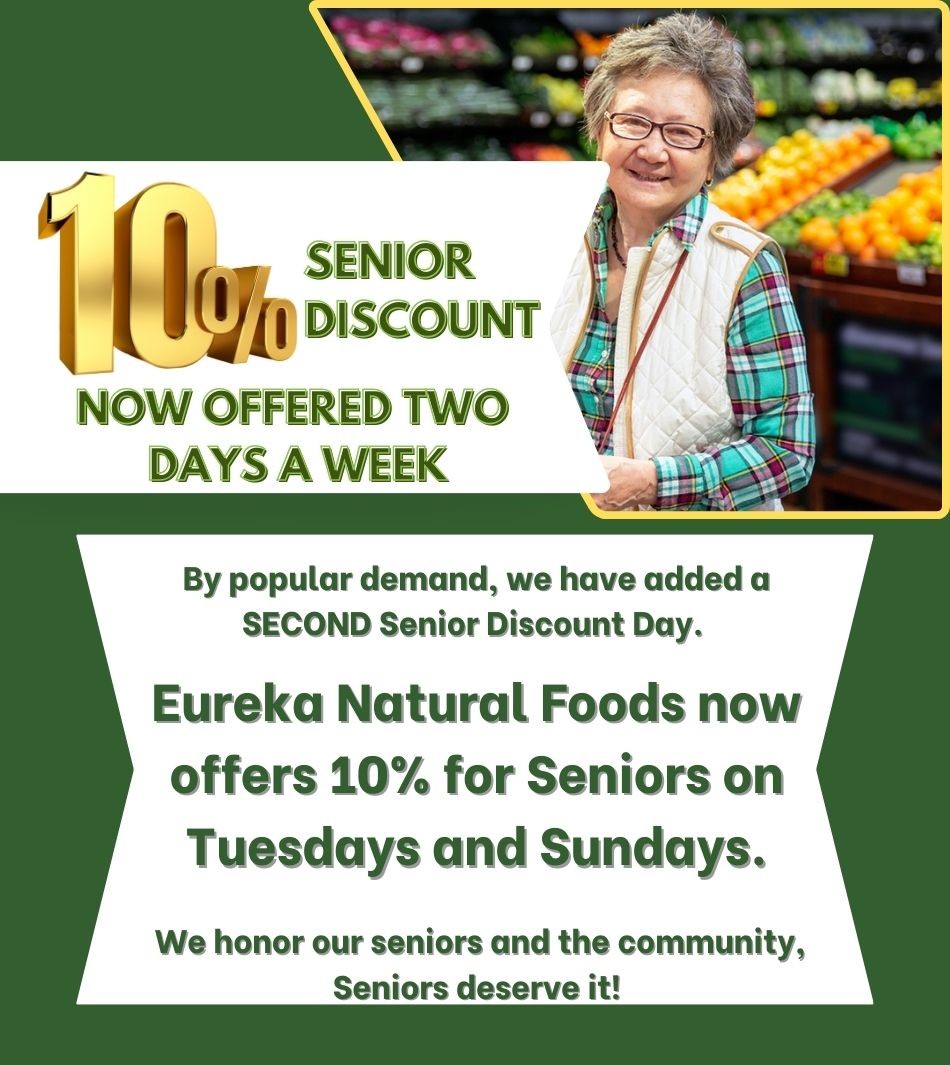 10%
SENIOR
DISCOUNT
NOW OFFERED TWO
DAYS A WEEK
By popular demand, we have added a
SECOND Senior Discount Day.
Eureka Natural Foods now
offers 10% for Seniors on
Tuesdays and Sundays.
We honor our seniors and the community,
Seniors deserve it!